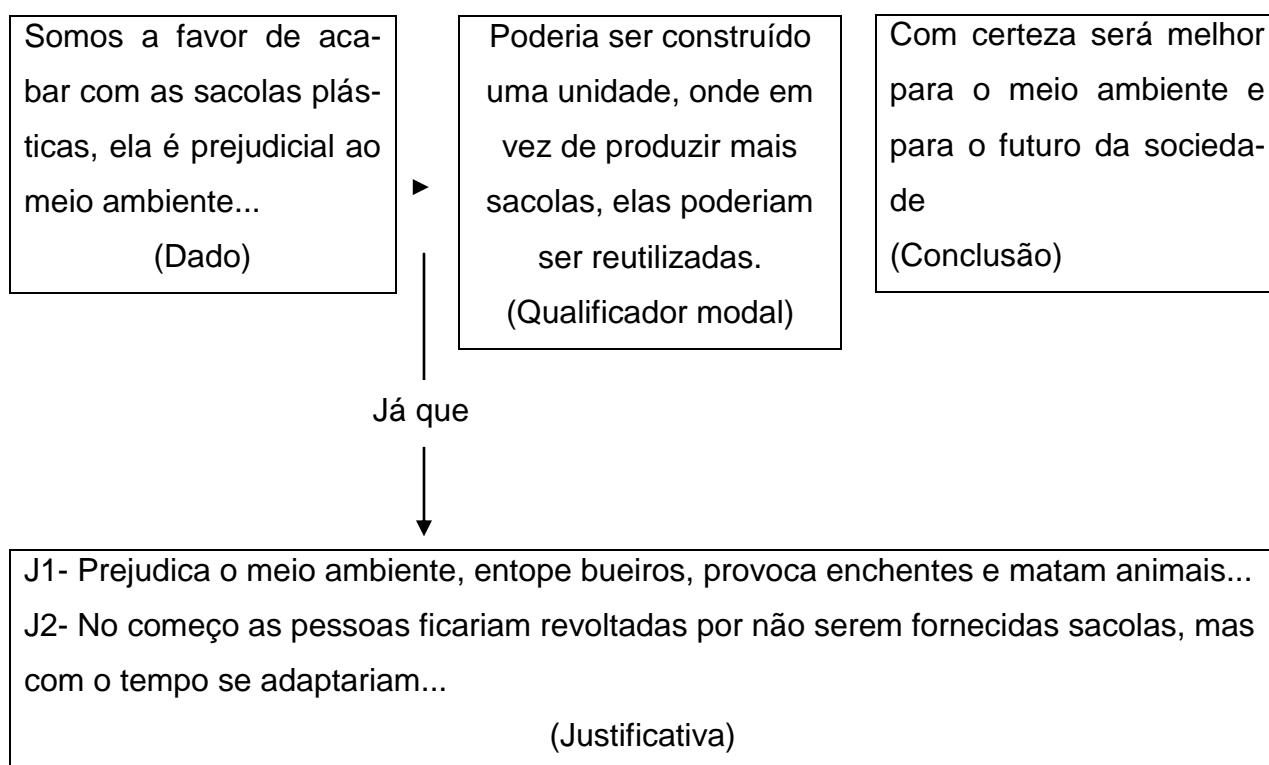 Somos a favor de aca-
bar com as sacolas plás-
ticas, ela é prejudicial ao
meio ambiente...
(Dado)
Poderia ser construído
uma unidade, onde em
vez de produzir mais
sacolas, elas poderiam
ser reutilizadas.
(Qualificador modal)
Com certeza será melhor
para o meio ambiente e
para o futuro da socieda-
de
(Conclusão)
Já que
J1- Prejudica o meio ambiente, entope bueiros, provoca enchentes e matam animais...
J2- No começo as pessoas ficariam revoltadas por não serem fornecidas sacolas, mas
com o tempo se adaptariam...
(Justificativa)